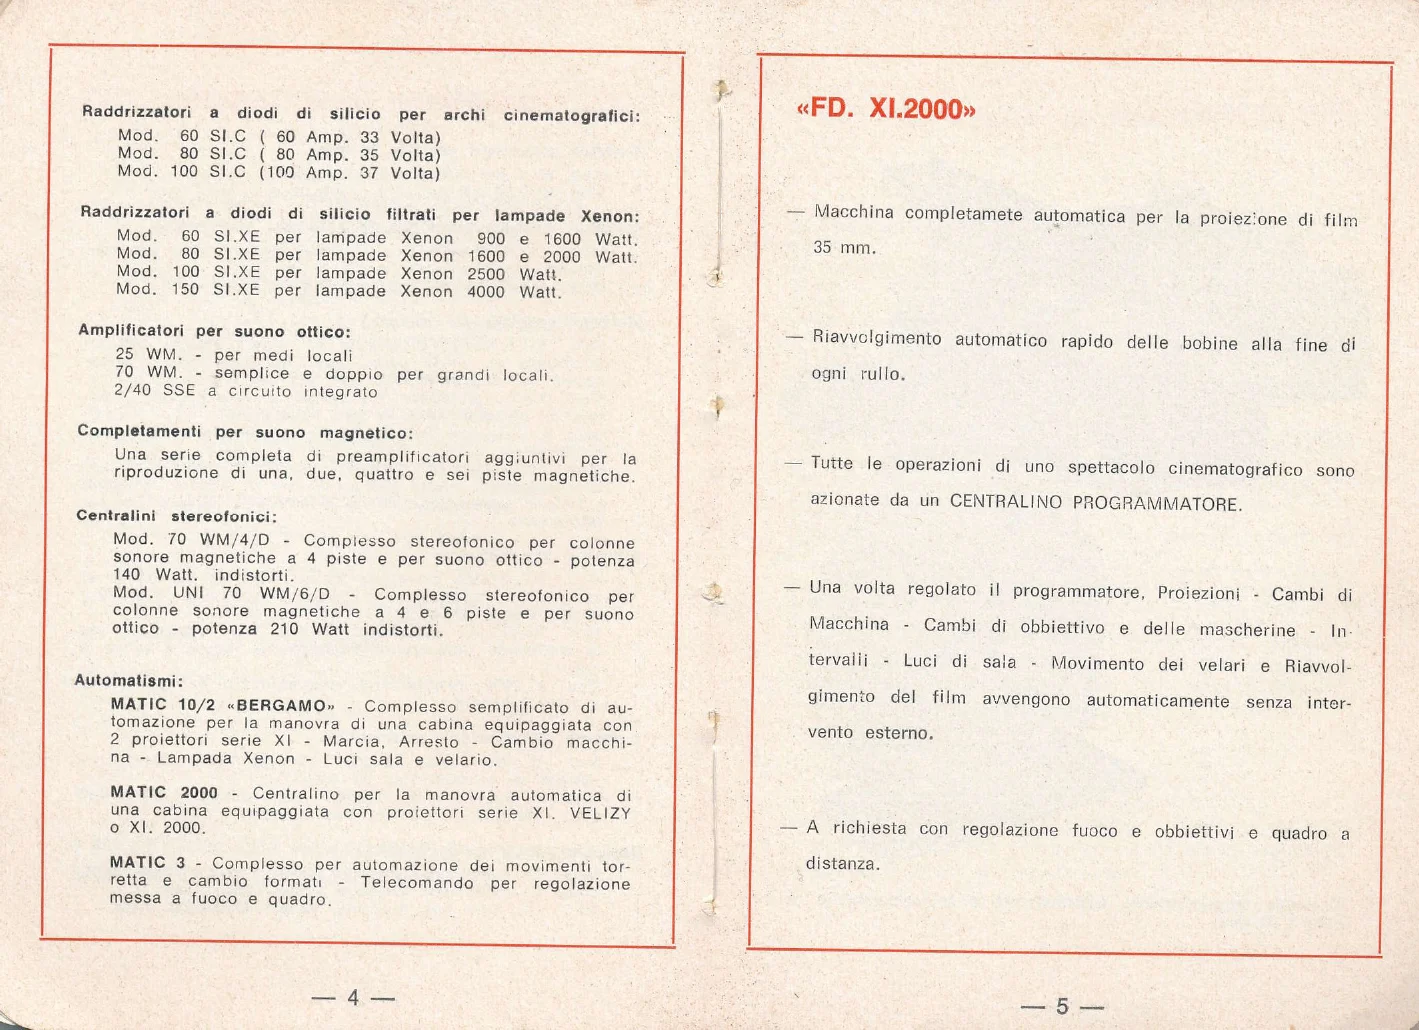 Raddrizzatori a diodi di silicio per archi cinematografici:
Mod. 60 SI.C ( 60 Amp. 33 Volta)
Mod. 80 SI.C ( 80 Amp. 35 Volta)
Mod. 100 SI.C (100 Amp. 37 Volta)
Raddrizzatori a diodi di silicio filtrati per lampade Xenon:
Mod. 60 SI.XE per lampade Xenon 900 e 1600 Watt.
Mod. 80 SI.XE per lampade Xenon 1600 e 2000 Watt.
Mod. 100 SI.XE per lampade Xenon 2500 Watt.
Mod. 150 SI.XE per lampade Xenon 4000 Watt.
Amplificatori per suono ottico:
25 WM. - per medi locali
70 WM. - semplice e doppio per grandi locali.
2/40 SSE a circuito integrato
Completamenti per suono magnetico:
Una serie completa di preamplificatori aggiuntivi per la
riproduzione di una, due, quattro e sei piste magnetiche.
Centralini stereofonici:
Mod. 70 WM/4/D - Complesso stereofonico per colonne
sonore magnetiche a 4 piste e per suono ottico - potenza
140 Watt. indistorti.
Mod. UNI 70 WM/6/D - Complesso stereofonico per
colonne sonore magnetiche a 4 e 6 piste e per suono
ottico - potenza 210 Watt indistorti.
Automatismi:
MATIC 10/2 «BERGAMO» - Complesso semplificato di au-
tomazione per la manovra di una cabina equipaggiata con
2 proiettori serie XI - Marcia, Arresto - Cambio macchi-
na - Lampada Xenon - Luci sala e velario.
MATIC 2000 - Centralino per la manovra automatica di
una cabina equipaggiata con proiettori serie XI. VELIZY
o XI. 2000.
MATIC 3 - Complesso per automazione dei movimenti tor-
retta e cambio formati - Telecomando per regolazione
messa a fuoco e quadro.
— 4 —
«FD. XI.2000»
— Macchina completamete automatica per la proiezione di film
35 mm.
— Riavvolgimento automatico rapido delle bobine alla fine di
ogni rullo.
— Tutte le operazioni di uno spettacolo cinematografico sono
azionate da un CENTRALINO PROGRAMMATORE.
— Una volta regolato il programmatore, Proiezioni - Cambi di
Macchina - Cambi di obbiettivo e delle mascherine - In-
tervalli - Luci di sala - Movimento dei velari e Riavvol-
gimento del film avvengono automaticamente senza inter-
vento esterno.
— A richiesta con regolazione fuoco e obbiettivi e quadro a
distanza.
— 5 —